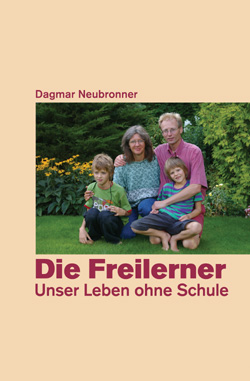 Dagmar Neubronner
Die Freilerner
Unser Leben ohne Schule